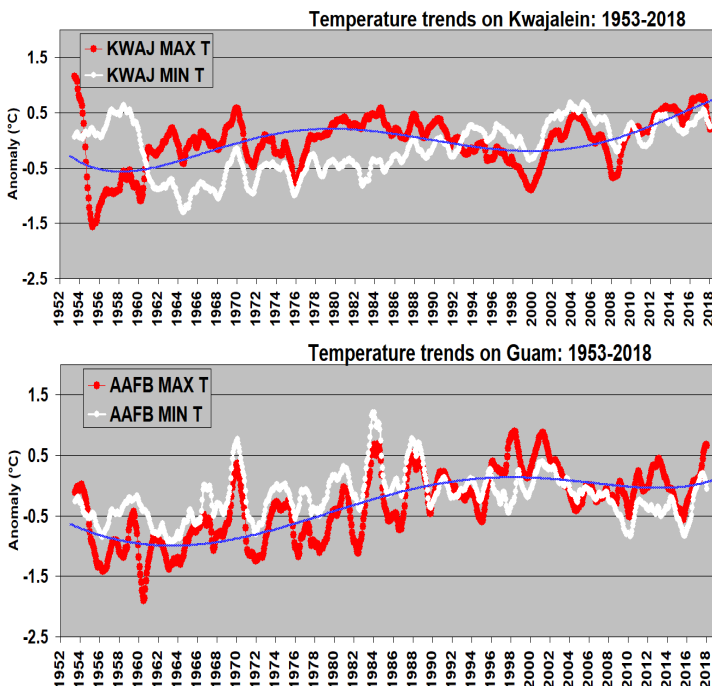 Temperature trends on Kwajalein: 1953-2018
KWAJ MAX T
KWAJ MIN T
Anomaly (°C)
1.5
0.5
-0.5
-1.5
-2.5
1952 1954 1956 1958 1960 1962 1964 1966 1968 1970 1972 1974 1976 1978 1980 1982 1984 1986 1988 1990 1992 1994 1996 1998 2000 2002 2004 2006 2008 2010 2012 2014 2016 2018
Temperature trends on Guam: 1953-2018
AAFB MAX T
AAFB MIN T
Anomaly (°C)
1.5
0.5
-0.5
-1.5
-2.5
1952 1954 1956 1958 1960 1962 1964 1966 1968 1970 1972 1974 1976 1978 1980 1982 1984 1986 1988 1990 1992 1994 1996 1998 2000 2002 2004 2006 2008 2010 2012 2014 2016 2018